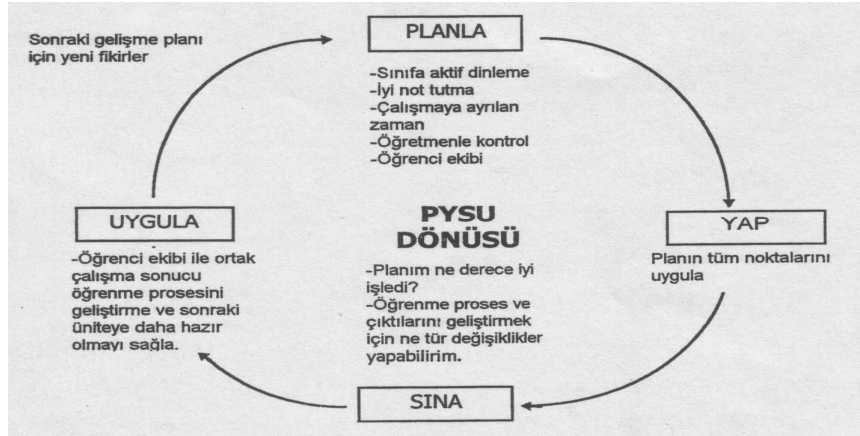 Sonraki gelişme planı
için yeni fikirler
PLANLA
-Sınıfa aktif dinleme
-İyi not tutma
-Çalışmaya ayrılan
zaman
-Öğretmenle kontrol
-Öğrenci ekibi
YAP
Planın tüm noktalarını
uygula
PYSU
DÖNÜSÜ
-Planım ne derece iyi
işledi?
-Öğrenme proses ve
çıktılarını geliştirmek
için ne tür değişiklikler
yapabilirim.
SINA
UYGULA
-Öğrenci ekibi ile ortak
çalışma sonucu
öğrenme prosesini
geliştirme ve sonraki
üniteye daha hazır
olmayı sağla.